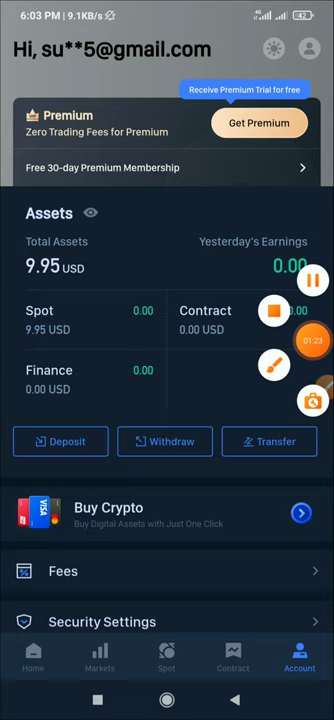 6:03 PM | 9.1KB/s
4G
42
Hi, su**5@gmail.com
Receive Premium Trial for free
Premium
Zero Trading Fees for Premium
Get Premium
Free 30-day Premium Membership
Assets
Total Assets
Yesterday's Earnings
9.95 USD
0.00
Spot
0.00
Contract
0.00
9.95 USD
0.00 USD
01:23
Finance
0.00
0.00 USD
Deposit
Withdraw
Transfer
VISA
Buy Crypto
Buy Digital Assets with Just One Click
Fees
Security Settings
Home
Markets
Spot
Contract
Account